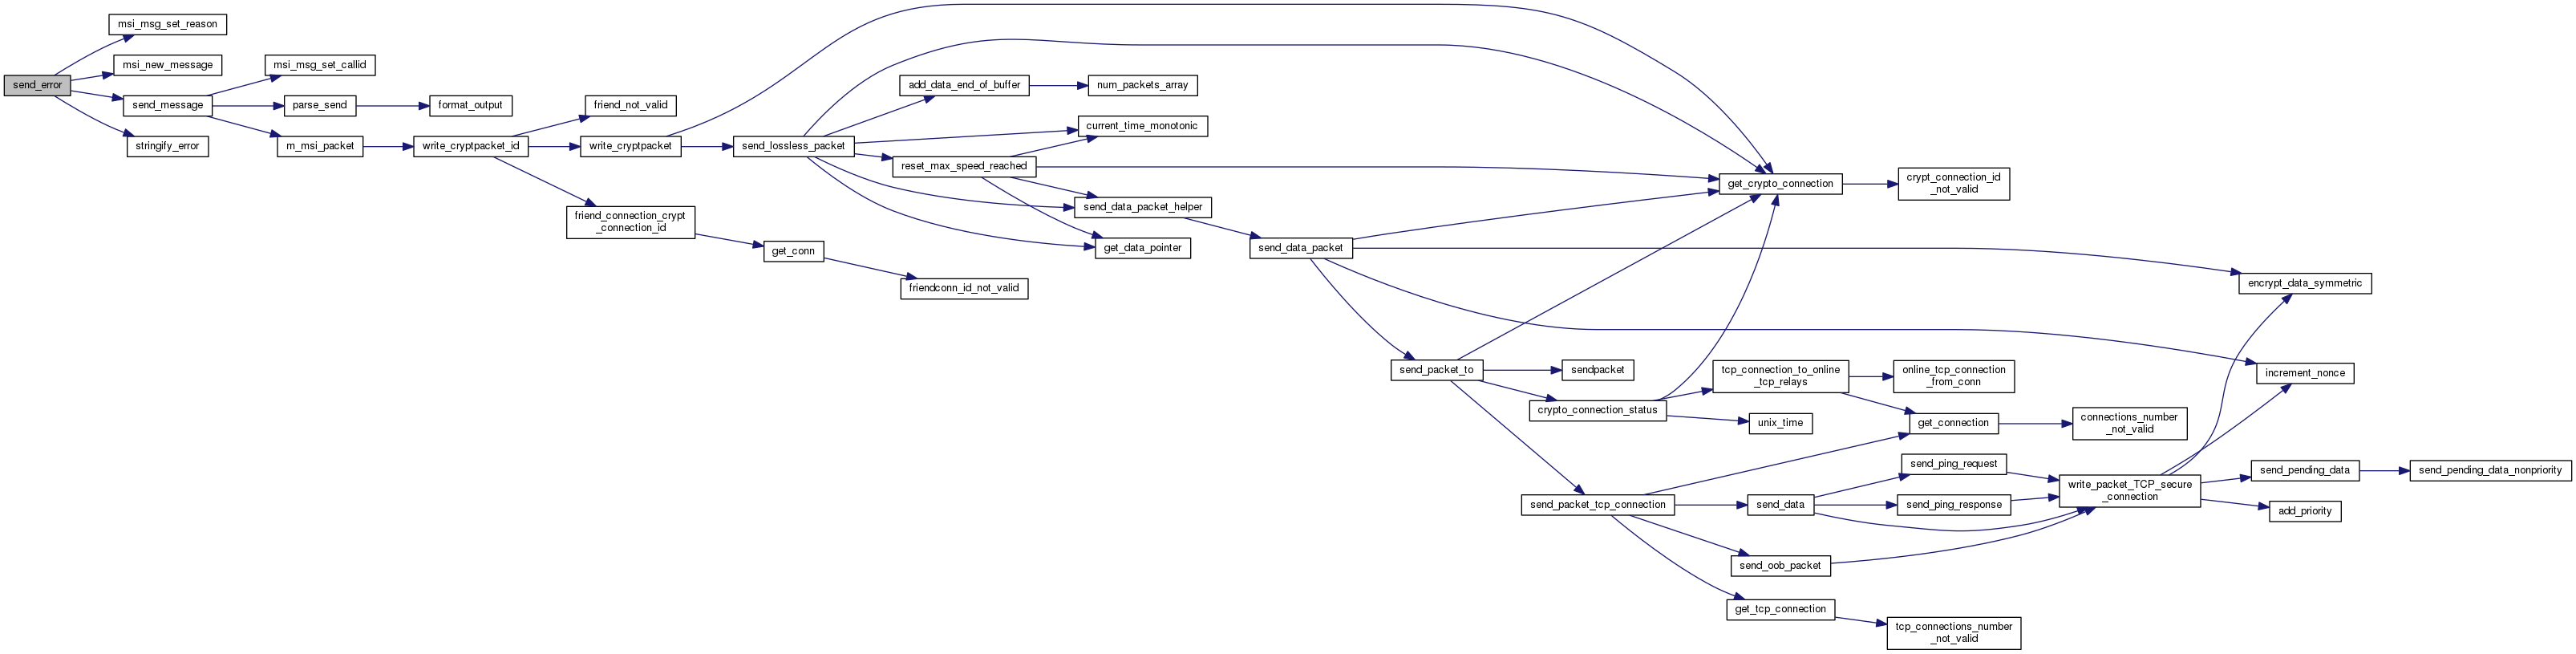 send_error
msi_msg_set_reason
msi_new_message
send_message
stringify_error
msi_msg_set_callid
parse_send
m_msi_packet
format_output
write_cryptpacket_id
friend_not_valid
write_cryptpacket
friend_connection_crypt
_connection_id
send_lossless_packet
get_conn
add_data_end_of_buffer
reset_max_speed_reached
friendconn_id_not_valid
num_packets_array
current_time_monotonic
send_data_packet_helper
get_data_pointer
send_data_packet
send_packet_to
sendpacket
crypto_connection_status
send_packet_tcp_connection
get_crypto_connection
tcp_connection_to_online
_tcp_relays
unix_time
send_data
send_oob_packet
get_tcp_connection
crypt_connection_id
_not_valid
online_tcp_connection
_from_conn
get_connection
send_ping_request
send_ping_response
tcp_connections_number
_not_valid
connections_number
_not_valid
write_packet_TCP_secure
_connection
encrypt_data_symmetric
increment_nonce
send_pending_data
add_priority
send_pending_data_nonpriority